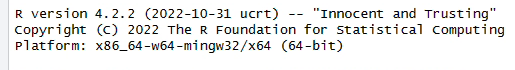 R version 4.2.2 (2022-10-31 ucrt) -- "Innocent and Trusting"
Copyright (C) 2022 The R Foundation for Statistical Computing
Platform: x86_64-w64-mingw32/x64 (64-bit)